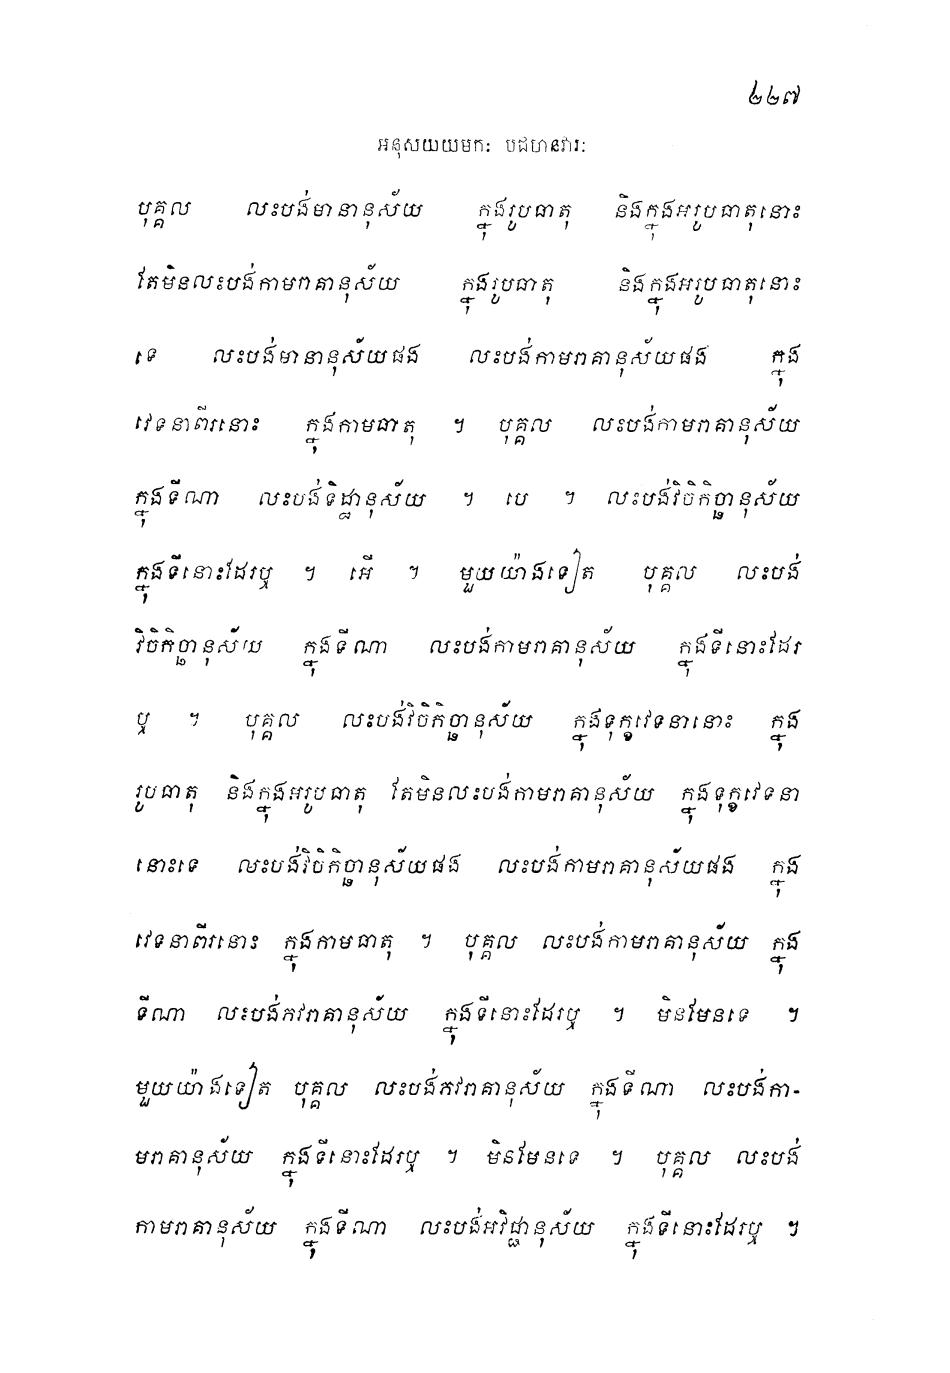 ២២៧
អនុសយយមកៈ បដហានវារៈ
បុគ្គល លះបង់មានានុស័យ ក្នុងរូបធាតុ និងក្នុងអរូបធាតុនោះ
តែមិនលះបង់កាមរាគានុស័យ ក្នុងរូបធាតុ និងក្នុងអរូបធាតុនោះ
ទេ លះបង់មានានុស័យផង លះបង់កាមរាគានុស័យផង ក្នុង
វេទនាពីរនោះ ក្នុងកាមធាតុ ។ បុគ្គល លះបង់កាមរាគានុស័យ
ក្នុងទីណា លះបង់ទិដ្ឋានុស័យ ។ បេ ។ លះបង់វិចិកិច្ឆានុស័យ
ក្នុងទីនោះដែរឬ ។ អើ ។ មួយយ៉ាងទៀត បុគ្គល លះបង់
វិចិកិច្ឆានុស័យ ក្នុងទីណា លះបង់កាមរាគានុស័យ ក្នុងទីនោះដែរ
ឬ ។ បុគ្គល លះបង់វិចិកិច្ឆានុស័យ ក្នុងទុក្ខវេទនានោះ ក្នុង
រូបធាតុ និងក្នុងអរូបធាតុ តែមិនលះបង់កាមរាគានុស័យ ក្នុងទុក្ខវេទនា
នោះទេ លះបង់វិចិកិច្ឆានុស័យផង លះបង់កាមរាគានុស័យផង ក្នុង
វេទនាពីរនោះ ក្នុងកាមធាតុ ។ បុគ្គល លះបង់កាមរាគានុស័យ ក្នុង
ទីណា លះបង់ភវរាគានុស័យ ក្នុងទីនោះដែរឬ ។ មិនមែនទេ ។
មួយយ៉ាងទៀត បុគ្គល លះបង់ភវរាគានុស័យ ក្នុងទីណា លះបង់កា-
មរាគានុស័យ ក្នុងទីនោះដែរឬ ។ មិនមែនទេ ។ បុគ្គល លះបង់
កាមរាគានុស័យ ក្នុងទីណា លះបង់អវិជ្ជានុស័យ ក្នុងទីនោះដែរឬ ។